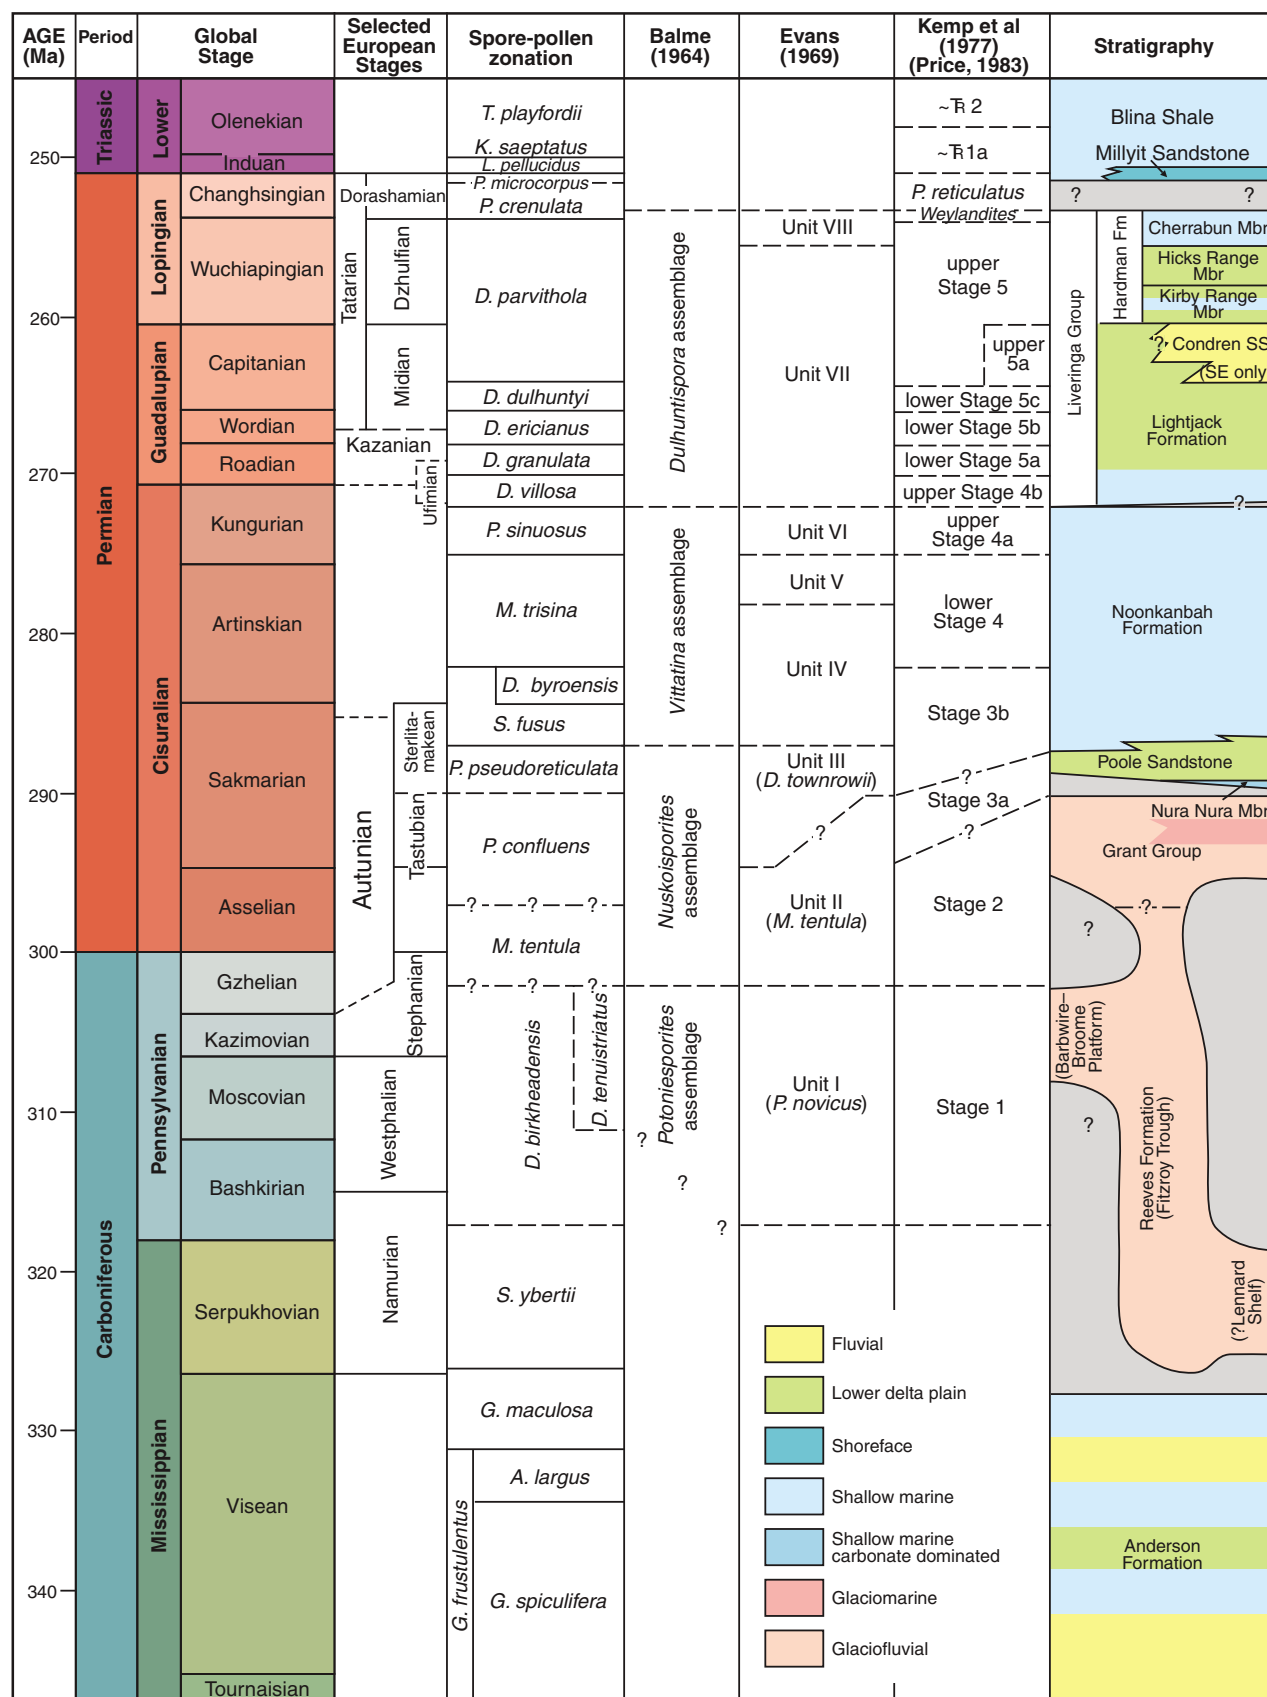 AGE
(Ma)
Period
Global
Stage
Selected
European
Stages
Spore-pollen
zonation
Balme
(1964)
Evans
(1969)
Kemp et al
(1977)
(Price, 1983)
Stratigraphy
250
260
270
280
290
300
310
320
330
340
Triassic
Permian
Carboniferous
Lower
Lopingian
Guadalupian
Cisuralian
Pennsylvanian
Mississippian
Olenekian
Induan
Changhsingian
Wuchiapingian
Capitanian
Wordian
Roadian
Kungurian
Artinskian
Sakmarian
Asselian
Gzhelian
Kazimovian
Moscovian
Bashkirian
Serpukhovian
Visean
Tournaisian
Dorashamian
Tatarian
Dzhulfian
Midian
Kazanian
Ufimian
Sterlita-
makean
Autunian
Tastubian
Stephanian
Westphalian
Namurian
T. playfordii
K. saeptatus
L. pellucidus
P. microcorpus
P. crenulata
D. parvithola
D. dulhuntyi
D. ericianus
D. granulata
D. villosa
P. sinuosus
M. trisina
D. byroensis
S. fusus
P. pseudoreticulata
P. confluens
? ? ?
M. tentula
? ? ?
D. birkheadensis
D. tenuistriatus
S. ybertii
G. maculosa
G. frustulentus
A. largus
G. spiculifera
Dulhuntispora assemblage
Vittatina assemblage
Nuskoisporites
assemblage
Potoniesporites
assemblage
?
?
?
Unit VIII
Unit VII
Unit VI
Unit V
Unit IV
Unit III
(D. townrowii)
?
Unit II
(M. tentula)
Unit I
(P. novicus)
~Ꞧ 2
~Ꞧ 1a
P. reticulatus
Weylandites
upper
Stage 5
upper
5a
lower Stage 5c
lower Stage 5b
lower Stage 5a
upper Stage 4b
upper
Stage 4a
lower
Stage 4
Stage 3b
?
Stage 3a
?
Stage 2
Stage 1
Blina Shale
Millyit Sandstone
? ?
Liveringa Group
Hardman Fm
Cherrabun Mbr
Hicks Range
Mbr
Kirby Range
Mbr
? Condren SS
(SE only
Lightjack
Formation
?
Noonkanbah
Formation
Poole Sandstone
Nura Nura Mbr
Grant Group
?
?
(Barbwire–
Broome
Platform)
?
Reeves Formation
(Fitzroy Trough)
(?Lennard
Shelf)
Anderson
Formation
Fluvial
Lower delta plain
Shoreface
Shallow marine
Shallow marine
carbonate dominated
Glaciomarine
Glaciofluvial